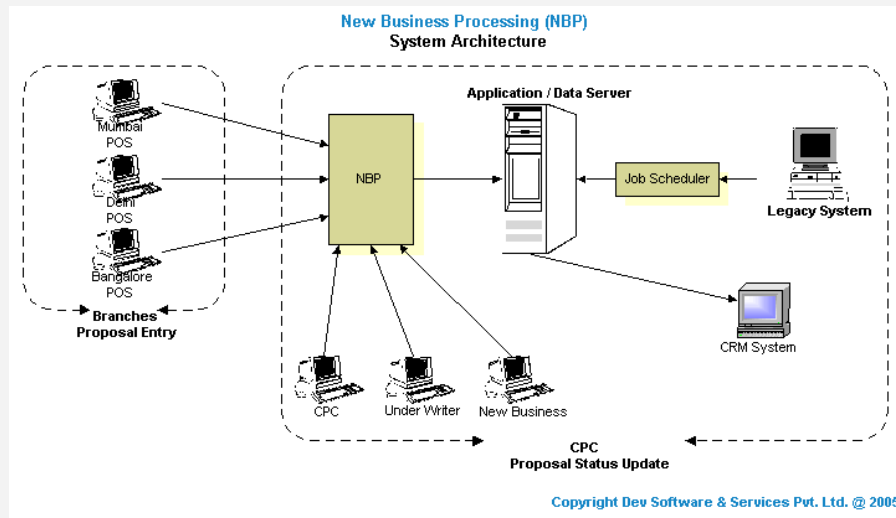 New Business Processing (NBP)
System Architecture
Application / Data Server
Mumbai
POS
Delhi
POS
Bangalore
POS
Branches
Proposal Entry
NBP
Job Scheduler
Legacy System
CRM System
CPC
Under Writer
New Business
CPC
Proposal Status Update
Copyright Dev Software & Services Pvt. Ltd. @ 2005